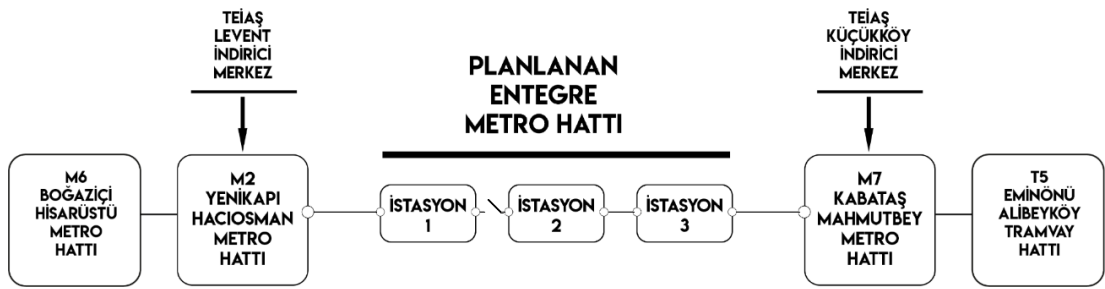 TEİAŞ
LEVENT
İNDİRİCİ
MERKEZ
PLANLANAN
ENTEGRE
METRO HATTI
TEİAŞ
KÜÇÜKKÖY
İNDİRİCİ
MERKEZ
M6
BOĞAZİÇİ
HİSARÜSTÜ
METRO
HATTI
M2
YENİKAPI
HACIOSMAN
METRO
HATTI
İSTASYON
1
İSTASYON
2
İSTASYON
3
M7
KABATAŞ
MAHMUTBEY
METRO
HATTI
T5
EMİNÖNÜ
ALİBEYKÖY
TRAMVAY
HATTI